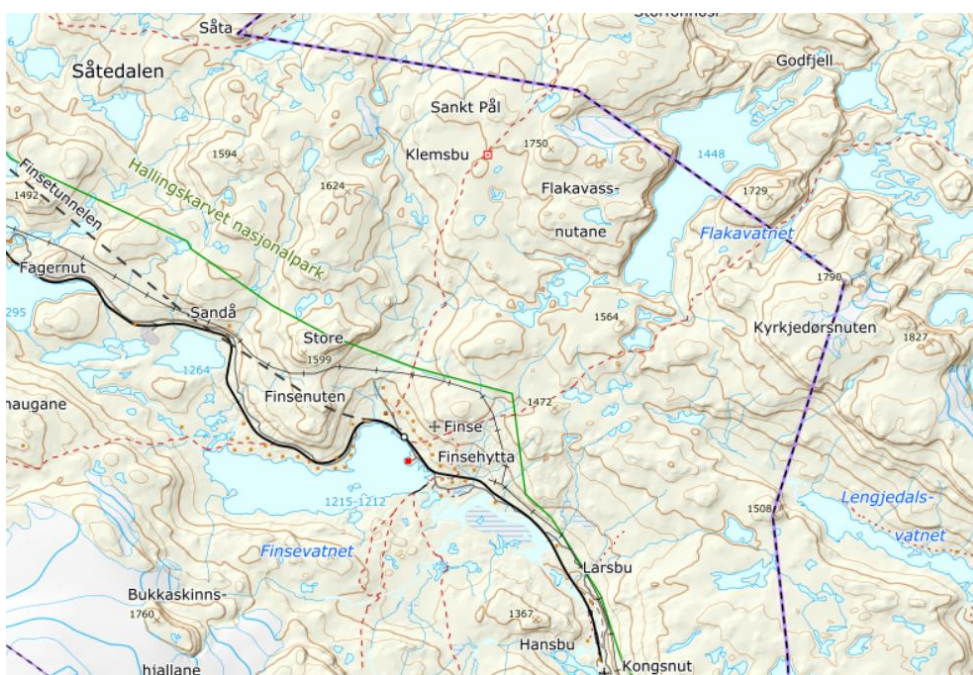 Såta
Såtedalen
Godfjell
Sankt Pål
Klemsbu
1750
1448
1594
1624
Flakavass-
nutane
1729
Hallingskarvet nasjonalpark
Finsetunnelen
1492
Flakavatnet
Fagernut
1790
Sandå
Kyrkjedørsnuten
1564
1827
Store
1599
1264
Finsenuten
1472
Finse
Finsehytta
1215-1212
Lengjedals-
vatnet
1508
Finsevatnet
Larsbu
Bukkaskinns-
1760
hjallane
1367
Hansbu
Kongsnut